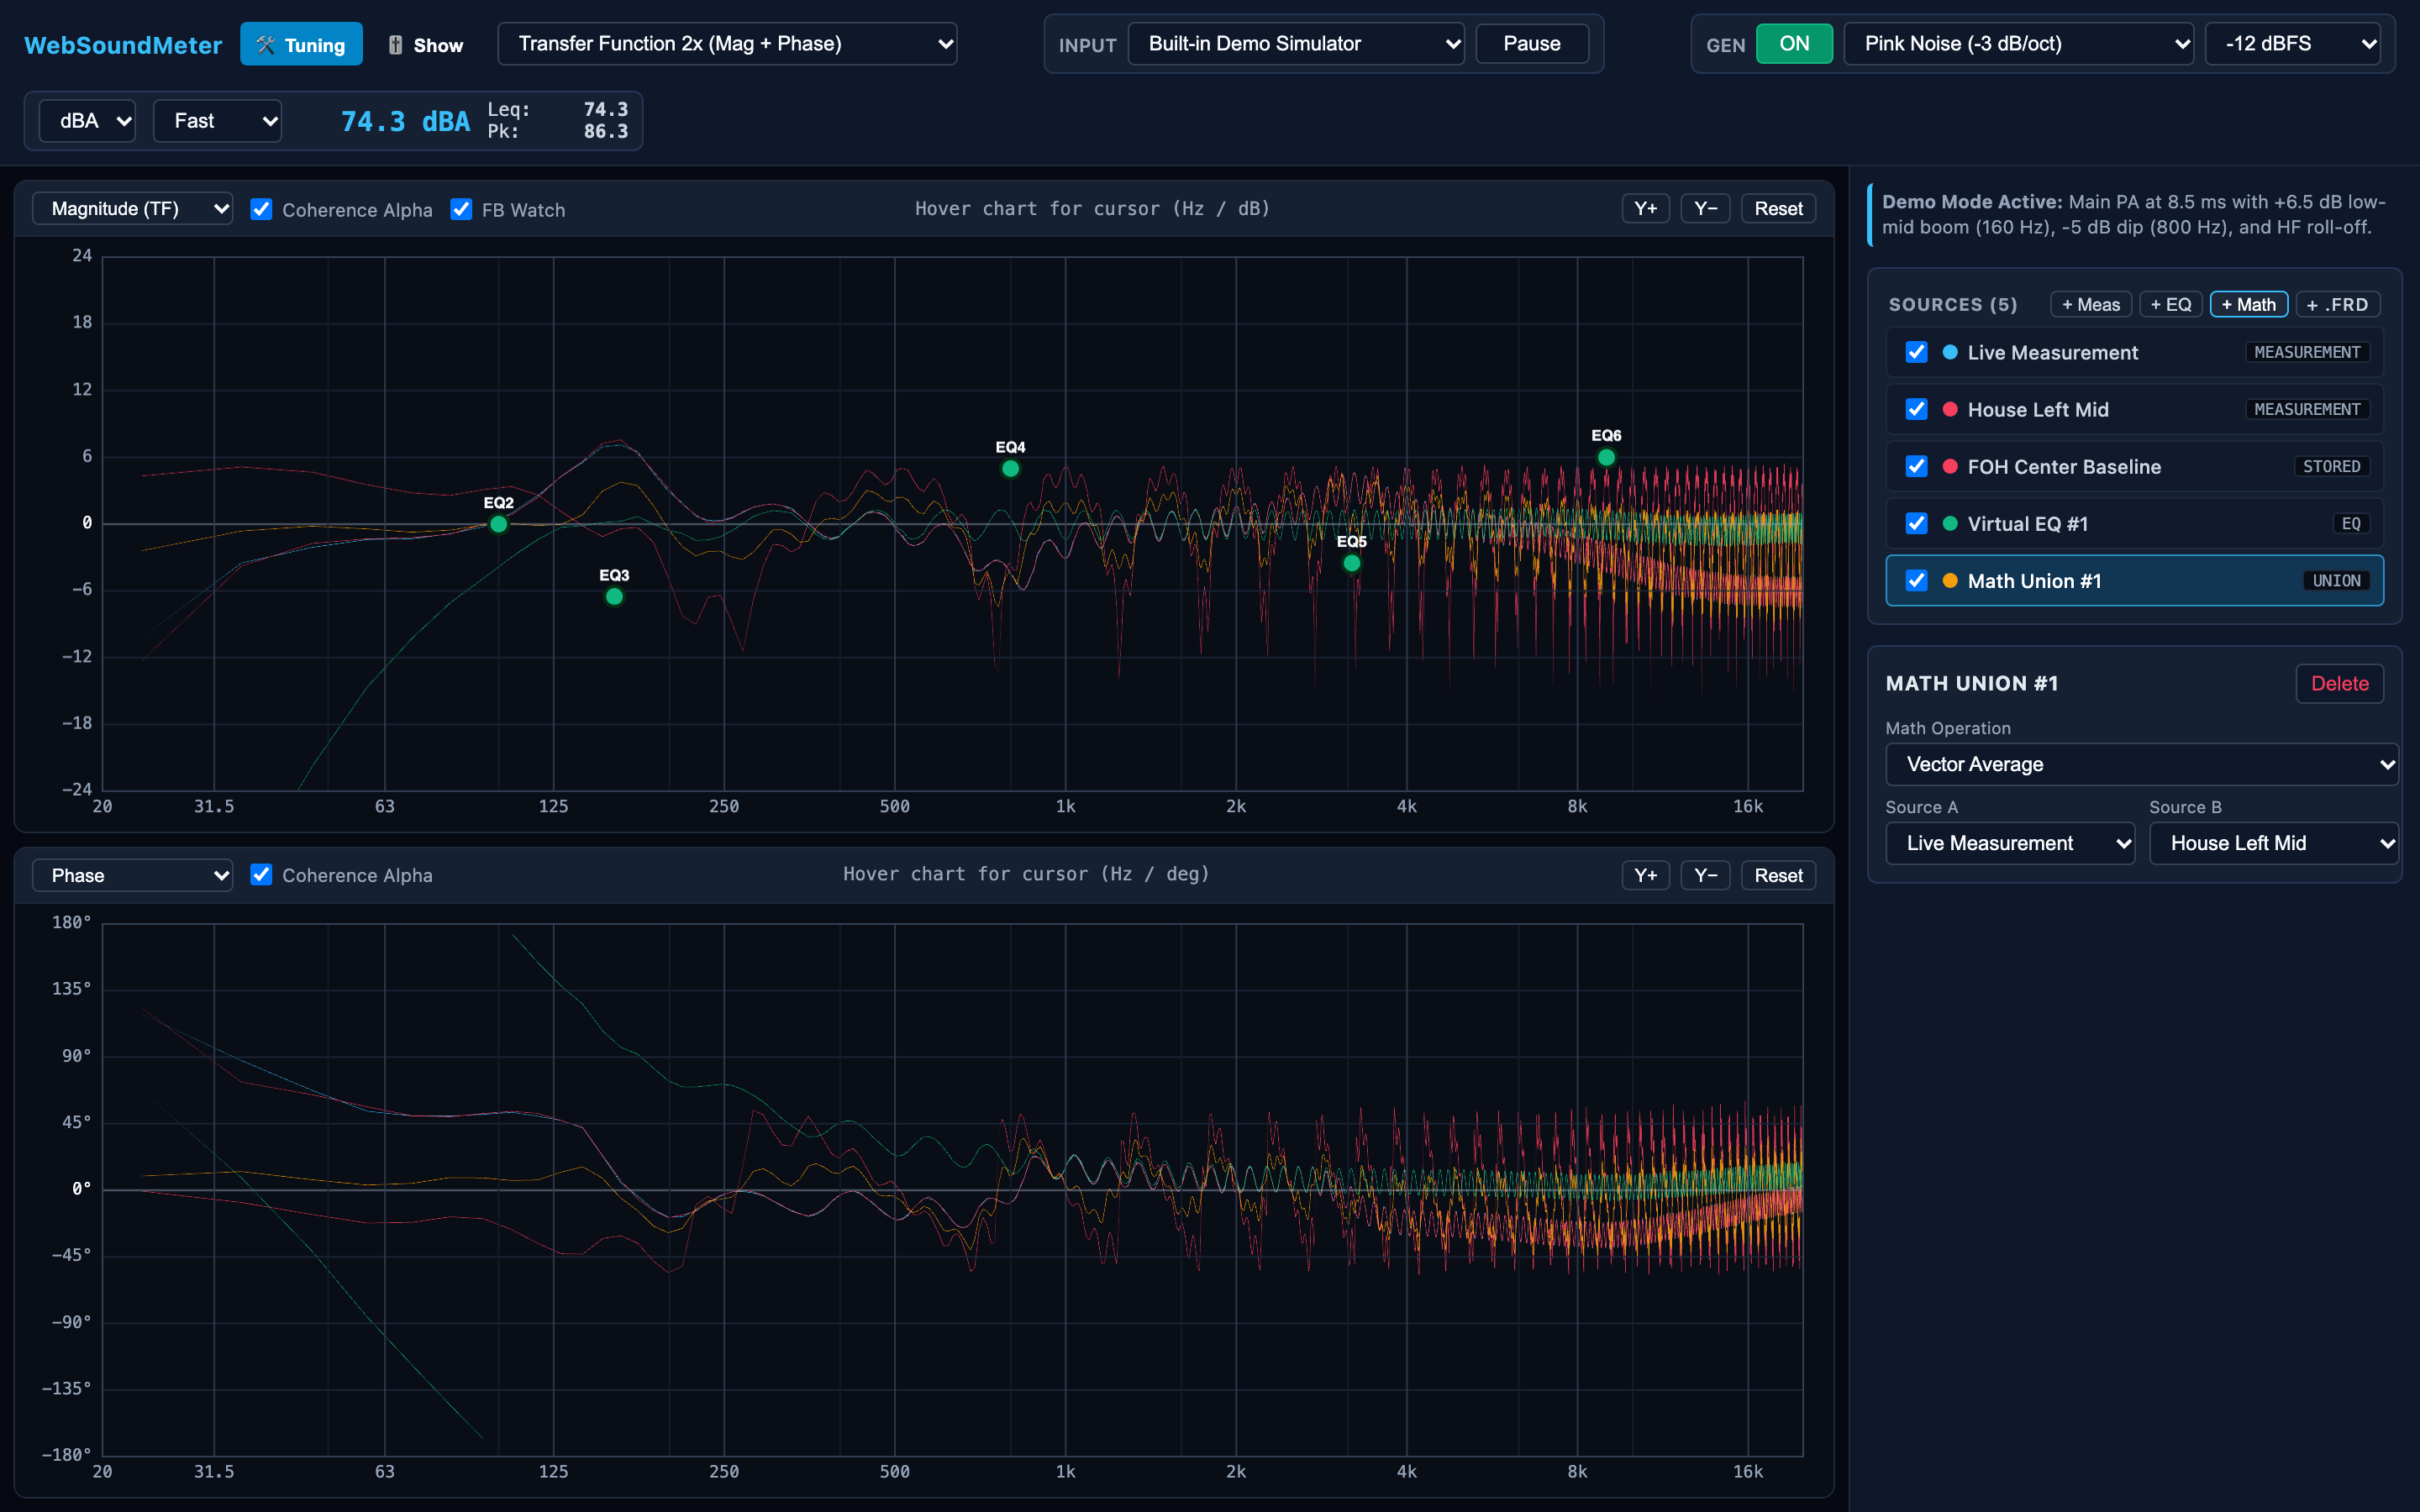 WebSoundMeter 🛠️ Tuning 🎚️ Show Transfer Function 2x (Mag + Phase) INPUT Built-in Demo Simulator Pause GEN ON Pink Noise (-3 dB/oct) -12 dBFS
dBA Fast 74.3 dBA Leq: 74.3
Pk: 86.3
Magnitude (TF) Coherence Alpha FB Watch Hover chart for cursor (Hz / dB) Y+ Y− Reset
24
18
12
6
0
−6
−12
−18
−24
EQ2
EQ3
EQ4
EQ5
EQ6
20 31.5 63 125 250 500 1k 2k 4k 8k 16k
Phase Coherence Alpha Hover chart for cursor (Hz / deg) Y+ Y− Reset
180°
135°
90°
45°
0°
−45°
−90°
−135°
−180°
20 31.5 63 125 250 500 1k 2k 4k 8k 16k
Demo Mode Active: Main PA at 8.5 ms with +6.5 dB low-
mid boom (160 Hz), -5 dB dip (800 Hz), and HF roll-off.
SOURCES (5) + Meas + EQ + Math + .FRD
Live Measurement MEASUREMENT
House Left Mid MEASUREMENT
FOH Center Baseline STORED
Virtual EQ #1 EQ
Math Union #1 UNION
MATH UNION #1 Delete
Math Operation
Vector Average
Source A Source B
Live Measurement House Left Mid